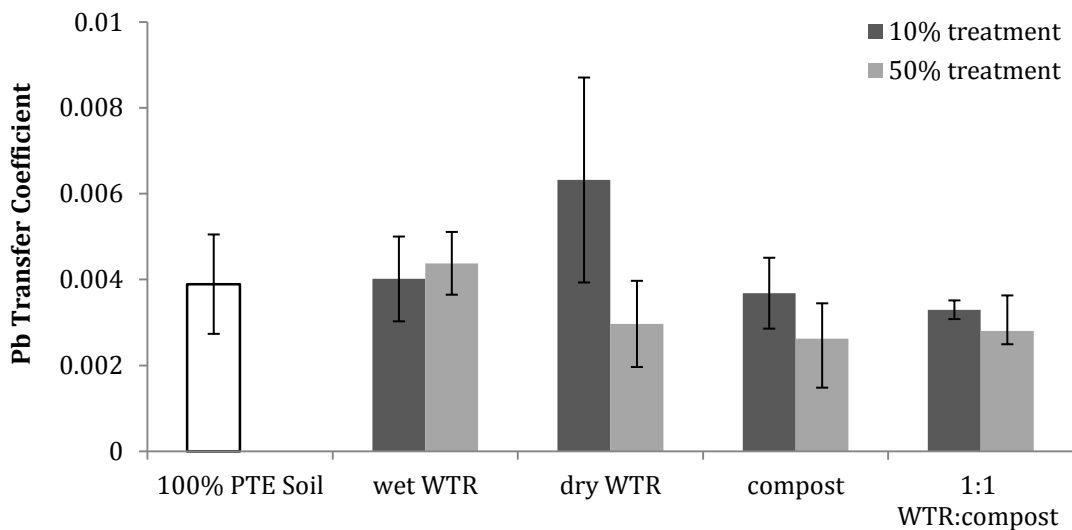 0.01
10% treatment
50% treatment
0.008
0.006
0.004
0.002
0
Pb Transfer Coefficient
100% PTE Soil
wet WTR
dry WTR
compost
1:1
WTR:compost